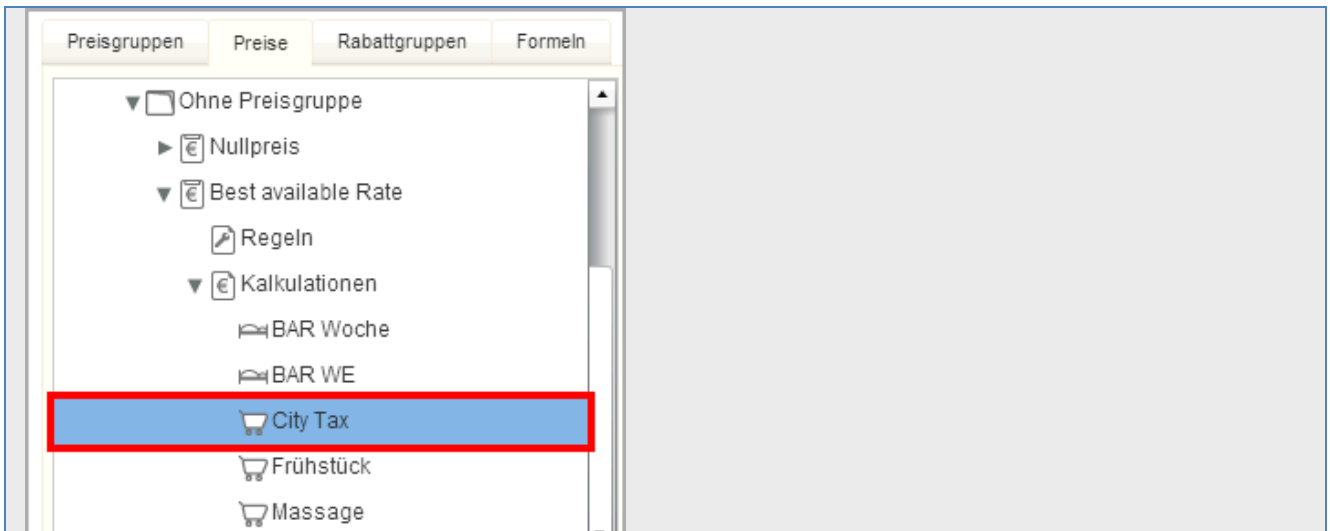 Preisgruppen Preise Rabattgruppen Formeln
Ohne Preisgruppe
Nullpreis
Best available Rate
Regeln
Kalkulationen
BAR Woche
BAR WE
City Tax
Frühstück
Massage